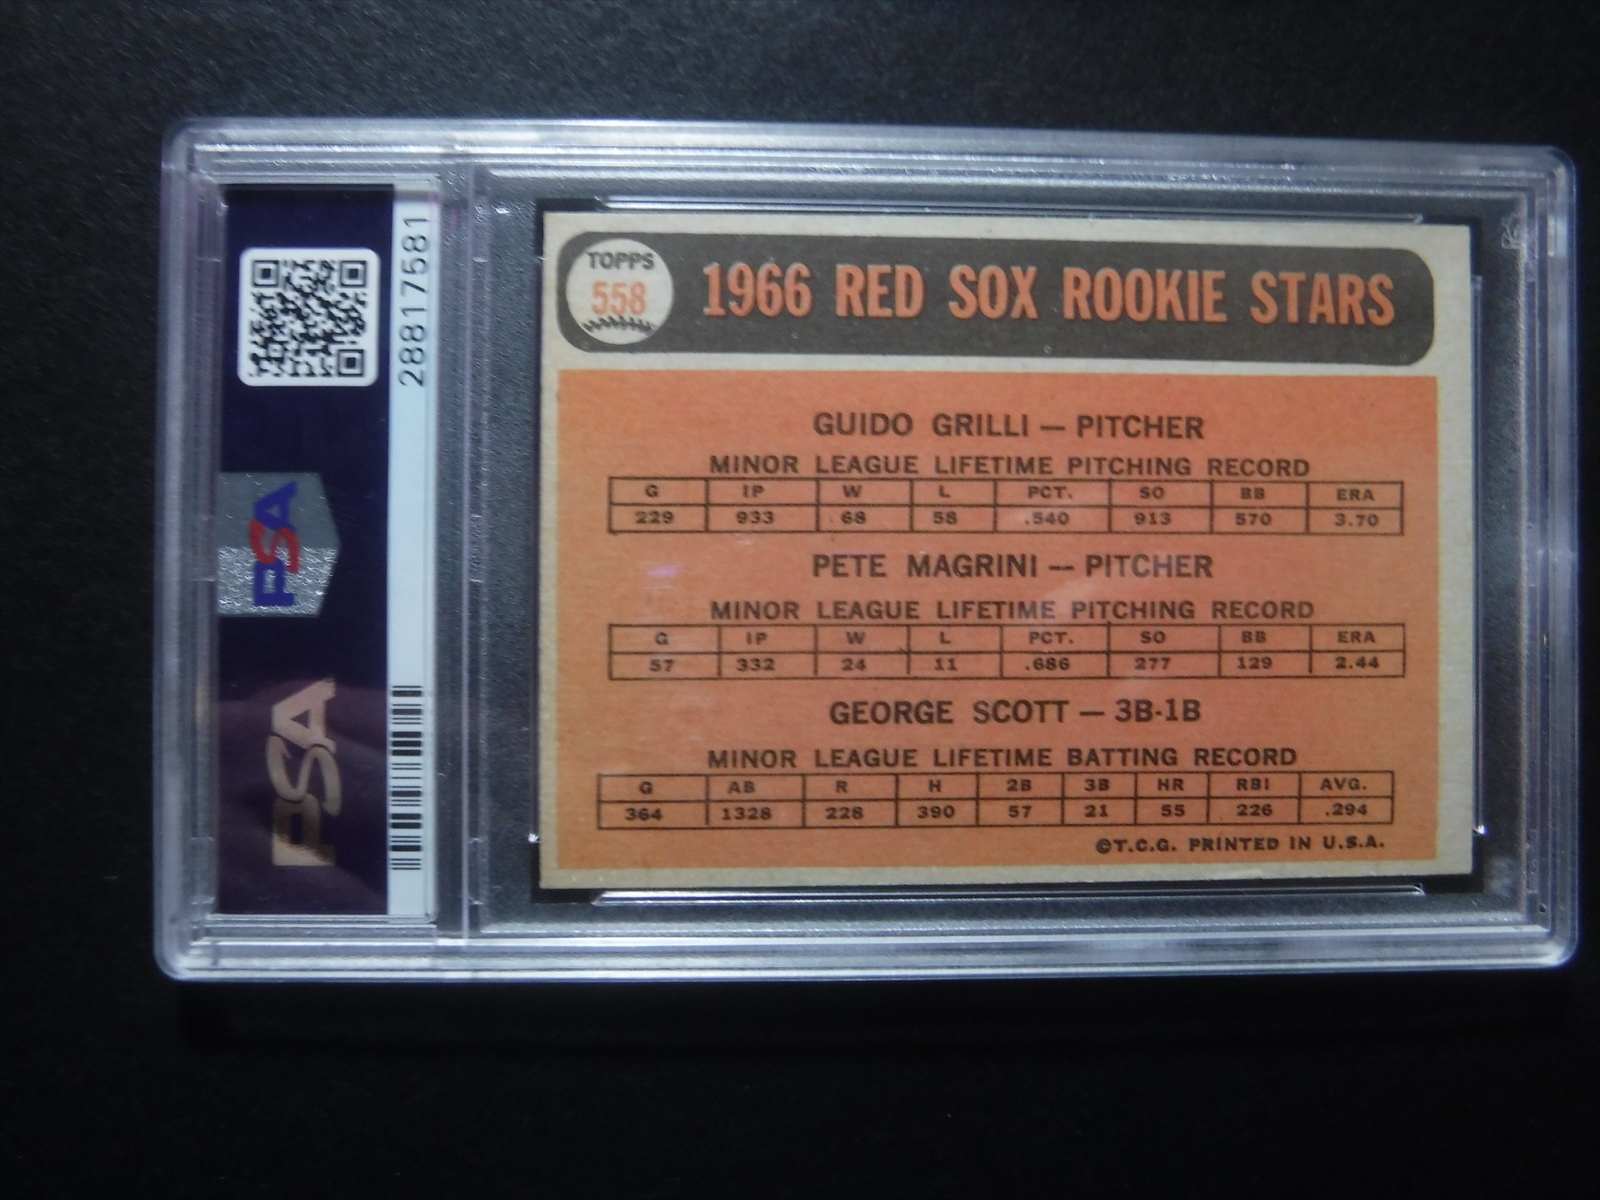 28817581
PSA
PSA
TOPPS
558
1966 RED SOX ROOKIE STARS
GUIDO GRILLI — PITCHER
MINOR LEAGUE LIFETIME PITCHING RECORD
G IP W L PCT. SO BB ERA
229 933 68 58 .540 913 570 3.70
PETE MAGRINI — PITCHER
MINOR LEAGUE LIFETIME PITCHING RECORD
G IP W L PCT. SO BB ERA
57 332 24 11 .686 277 129 2.44
GEORGE SCOTT — 3B-1B
MINOR LEAGUE LIFETIME BATTING RECORD
G AB R H 2B 3B HR RBI AVG.
364 1328 228 390 57 21 55 226 .294
©T.C.G. PRINTED IN U.S.A.